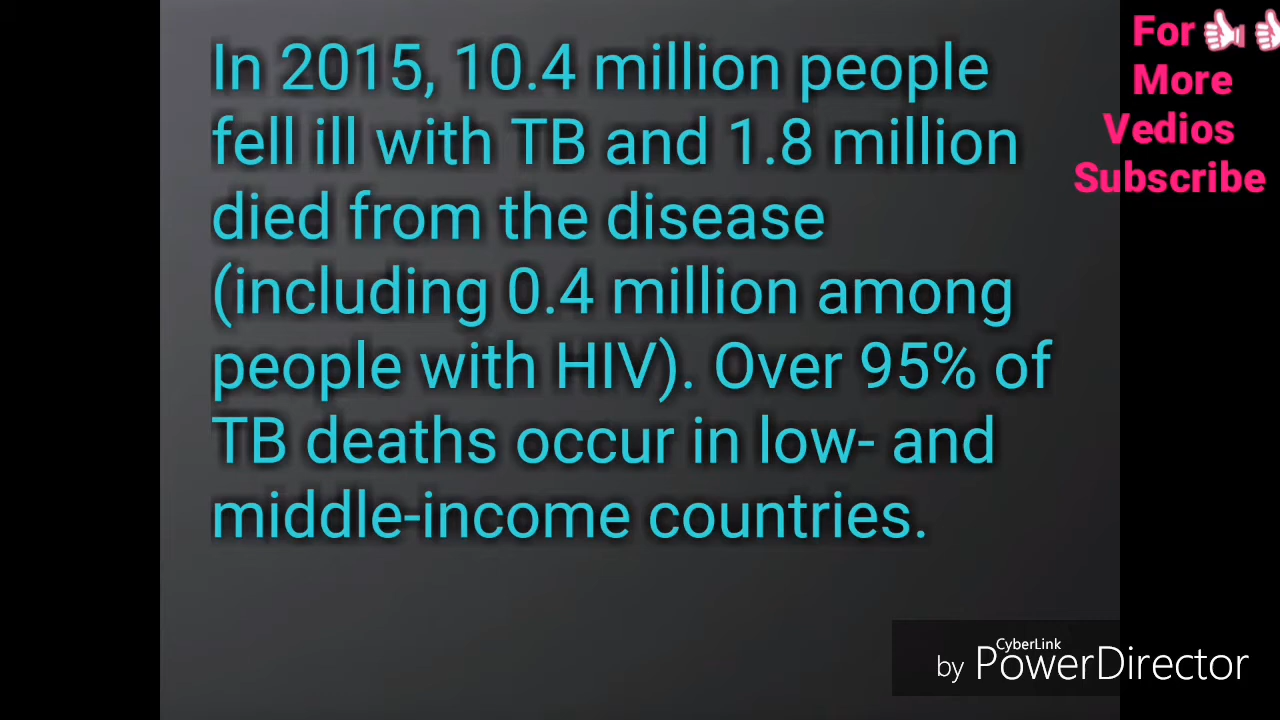 In 2015, 10.4 million people
fell ill with TB and 1.8 million
died from the disease
(including 0.4 million among
people with HIV). Over 95% of
TB deaths occur in low- and
middle-income countries.
For 👍👍
More
Vedios
Subscribe
CyberLink
by PowerDirector